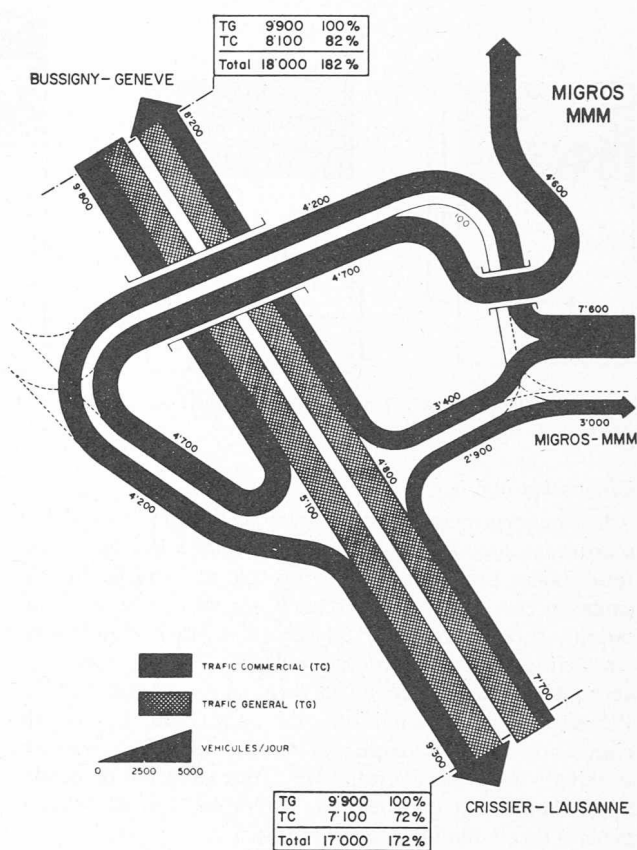 TG 9'900 100%
TC 8'100 82%
Total 18'000 182%
BUSSIGNY–GENEVE
MIGROS
MMM
8'200
9'800
4'200
4'600
100
4'700
7'600
3'400
3'000
MIGROS-MMM
4'700
4'800
2'900
4'200
5'100
TRAFIC COMMERCIAL (TC)
TRAFIC GENERAL (TG)
VEHICULES/JOUR
0 2500 5000
7'700
9'300
CRISSIER–LAUSANNE
TG 9'900 100%
TC 7'100 72%
Total 17'000 172%